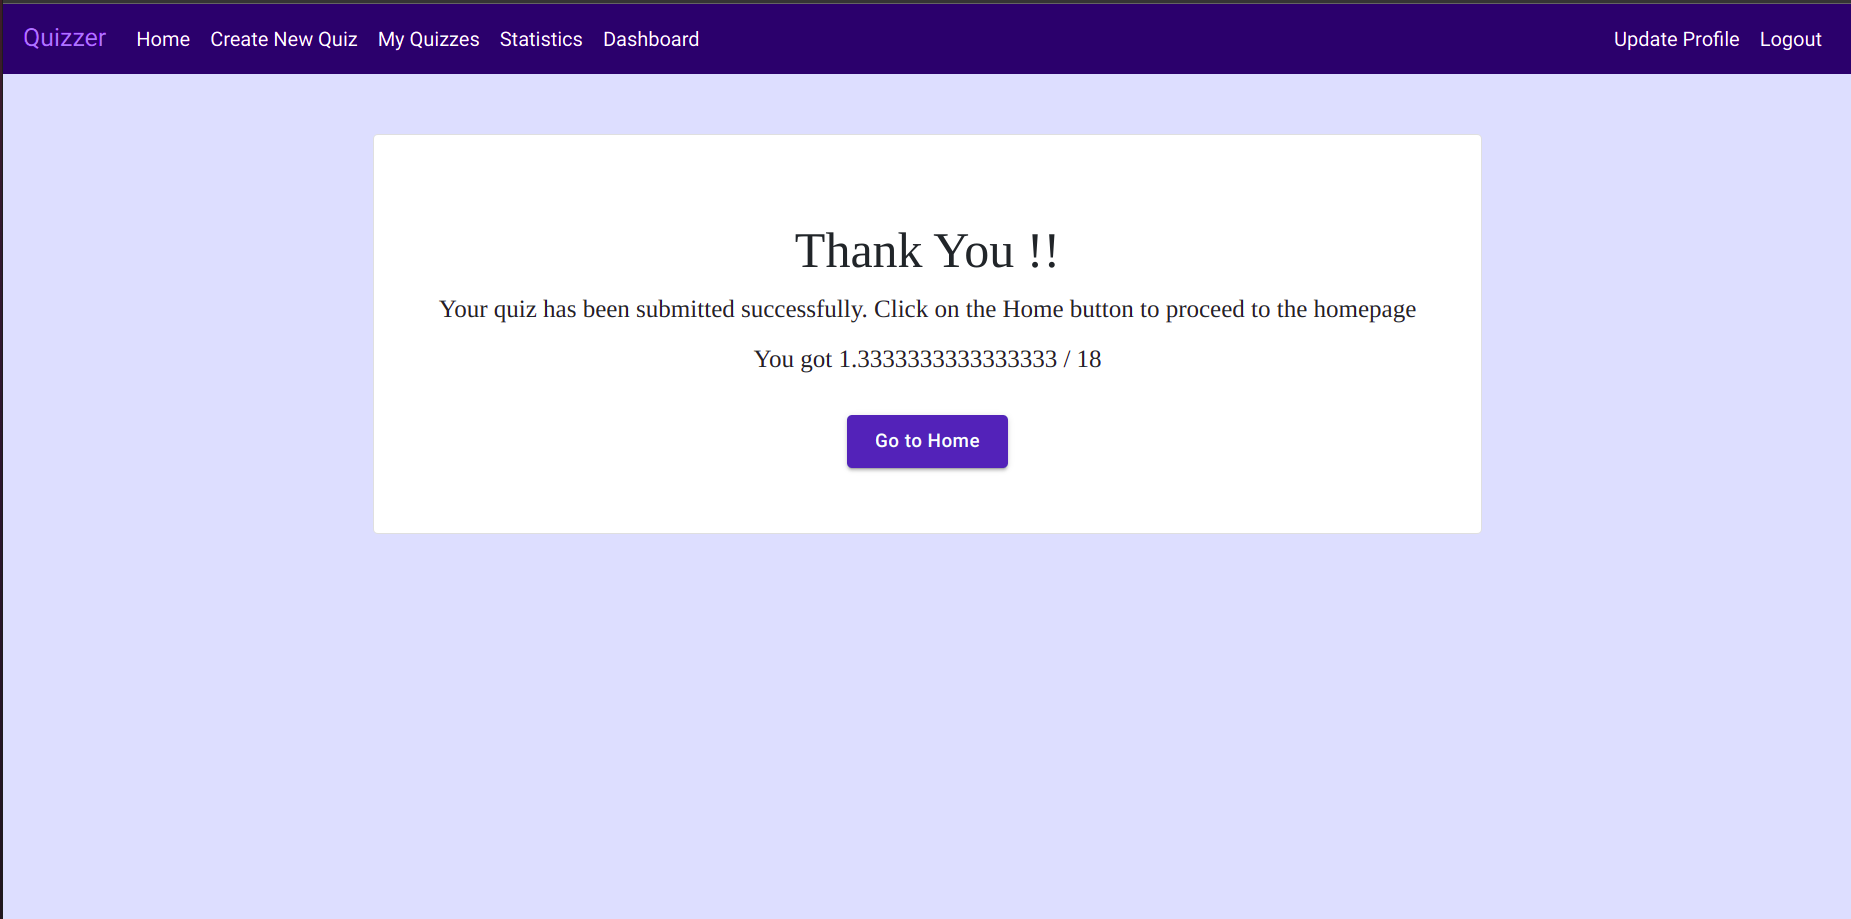 Quizzer Home Create New Quiz My Quizzes Statistics Dashboard Update Profile Logout
Thank You !!
Your quiz has been submitted successfully. Click on the Home button to proceed to the homepage
You got 1.3333333333333333 / 18
Go to Home